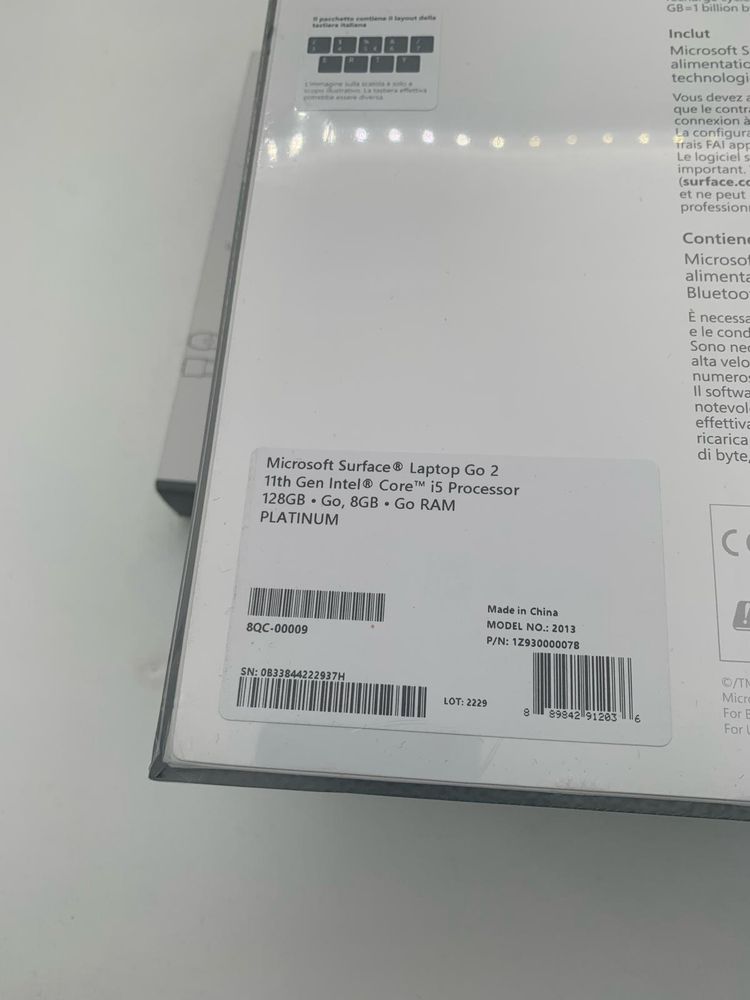 Il pacchetto contiene il layout della
tastiera italiana
E R T Y
L'immagine sulla scatola è solo a
scopo illustrativo. La tastiera effettiva
potrebbe essere diversa.
GB=1 billion b
Inclut
Microsoft S
alimentatio
technologi
Vous devez a
que le contr
connexion à
La configura
frais FAI app
Le logiciel s
important.
(surface.co
et ne peut
profession
Contiene
Microsof
alimenta
Bluetoo
È necessa
e le cond
Sono nec
alta velo
numeros
Il softwa
notevol
effettiva
ricarica
di byte,
Microsoft Surface® Laptop Go 2
11th Gen Intel® Core™ i5 Processor
128GB • Go, 8GB • Go RAM
PLATINUM
8QC-00009
Made in China
MODEL NO.: 2013
P/N: 1Z930000078
SN: 0B33844222937H
LOT: 2229
8 89842 91203 6
©/TM
Micro
For E
For U